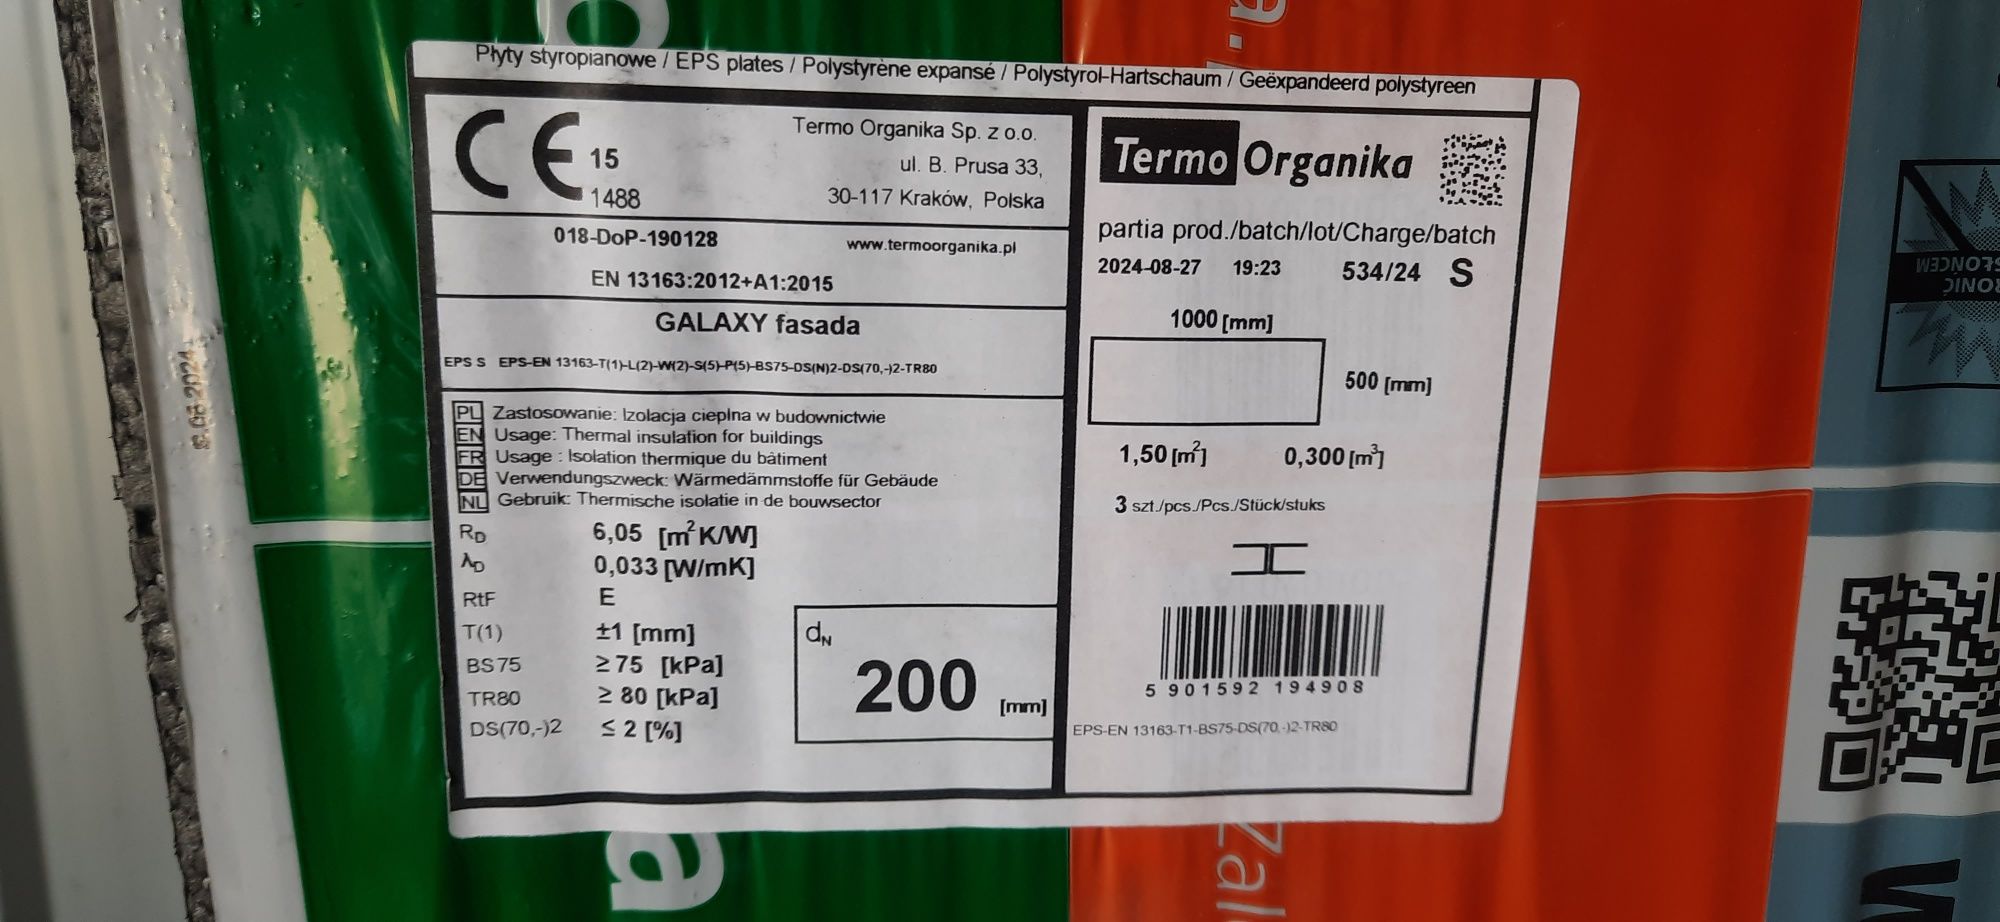 Płyty styropianowe / EPS plates / Polystyrène expansé / Polystyrol-Hartschaum / Geëxpandeerd polystyreen
CE 15
1488
Termo Organika Sp. z o.o.
ul. B. Prusa 33,
30-117 Kraków, Polska
018-DoP-190128
www.termoorganika.pl
EN 13163:2012+A1:2015
GALAXY fasada
EPS S EPS-EN 13163-T(1)-L(2)-W(2)-S(5)-P(5)-BS75-DS(N)2-DS(70,-)2-TR80
PL Zastosowanie: Izolacja cieplna w budownictwie
EN Usage: Thermal insulation for buildings
FR Usage : Isolation thermique du bâtiment
DE Verwendungszweck: Wärmedämmstoffe für Gebäude
NL Gebruik: Thermische isolatie in de bouwsector
RD 6,05 [m²K/W]
λD 0,033 [W/mK]
RtF E
T(1) ±1 [mm]
BS75 ≥ 75 [kPa]
TR80 ≥ 80 [kPa]
DS(70,-)2 ≤ 2 [%]
dN
200 [mm]
Termo Organika
partia prod./batch/lot/Charge/batch
2024-08-27 19:23 534/24 S
1000 [mm]
500 [mm]
1,50 [m²] 0,300 [m³]
3 szt./pcs./Pcs./Stück/stuks
5 901592 194908
EPS-EN 13163-T1-BS75-DS(70,-)2-TR80
a
Zal